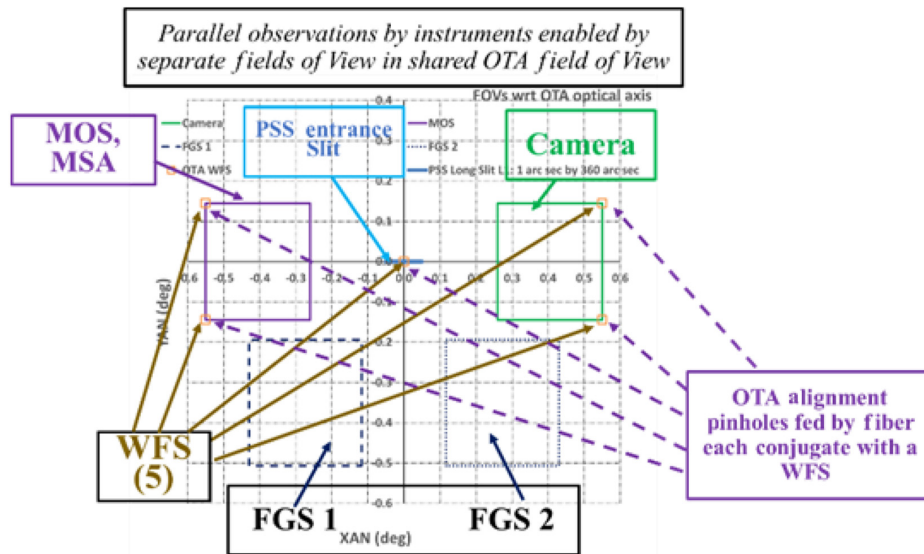 Parallel observations by instruments enabled by
separate fields of View in shared OTA field of View
FOVs wrt OTA optical axis
MOS,
MSA
PSS entrance
Slit
Camera
Camera
MOS
FGS 1
FGS 2
OTA WFS
PSS Long Slit L: 1 arc sec by 360 arc sec
0.4
0.3
0.2
0.1
0.0
0.6 -0.5 -0.4 -0.3 -0.2 -0.1 0.0 0.1 0.2 0.3 0.4 0.5 0.6
-0.1
-0.2
-0.3
-0.4
-0.5
-0.6
YAN (deg)
WFS
(5)
OTA alignment
pinholes fed by fiber
each conjugate with a
WFS
FGS 1
FGS 2
XAN (deg)